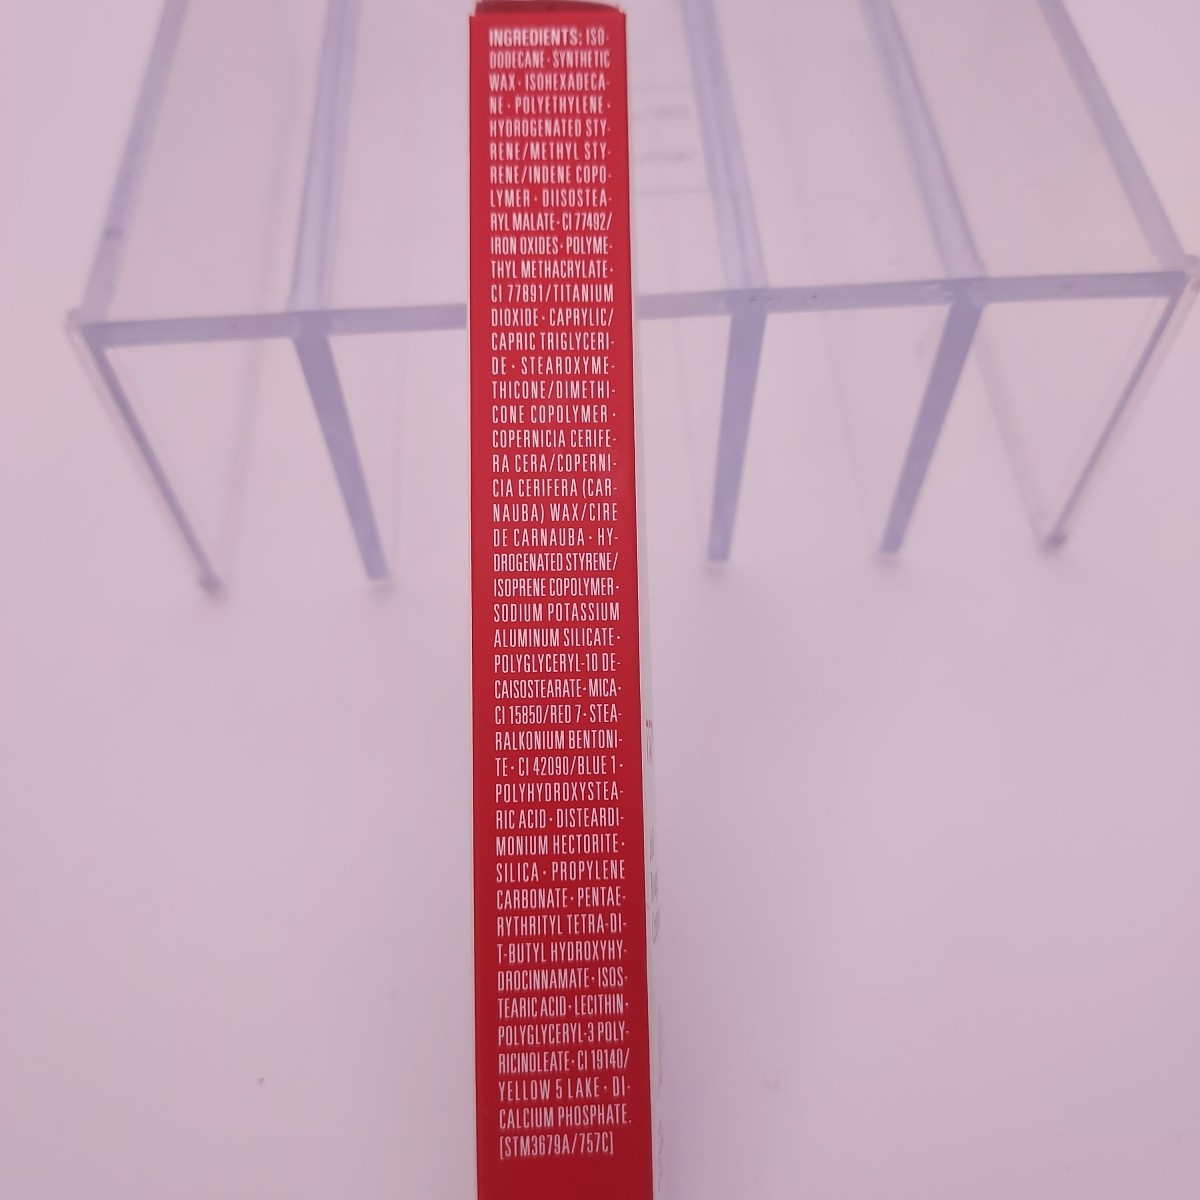 INGREDIENTS: ISO-
DODECANE · SYNTHETIC
WAX · ISOHEXADECA-
NE · POLYETHYLENE ·
HYDROGENATED STY-
RENE/METHYL STY-
RENE/INDENE COPO-
LYMER · DIISOSTEA-
RYL MALATE · CI 77492/
IRON OXIDES · POLYME-
THYL METHACRYLATE ·
CI 77891/TITANIUM
DIOXIDE · CAPRYLIC/
CAPRIC TRIGLYCERI-
DE · STEAROXYME-
THICONE/DIMETHI-
CONE COPOLYMER ·
COPERNICIA CERIFE-
RA CERA/COPERNI-
CIA CERIFERA (CAR-
NAUBA) WAX/CIRE
DE CARNAUBA · HY-
DROGENATED STYRENE/
ISOPRENE COPOLYMER ·
SODIUM POTASSIUM
ALUMINUM SILICATE ·
POLYGLYCERYL-10 DE-
CAISOSTEARATE · MICA ·
CI 15850/RED 7 · STEA-
RALKONIUM BENTONI-
TE · CI 42090/BLUE 1 ·
POLYHYDROXYSTEA-
RIC ACID · DISTEARDI-
MONIUM HECTORITE ·
SILICA · PROPYLENE
CARBONATE · PENTAE-
RYTHRITYL TETRA-DI-
T-BUTYL HYDROXYHY-
DROCINNAMATE · ISOS-
TEARIC ACID · LECITHIN ·
POLYGLYCERYL-3 POLY-
RICINOLEATE · CI 19140/
YELLOW 5 LAKE · DI-
CALCIUM PHOSPHATE.
[STM3679A/757C]